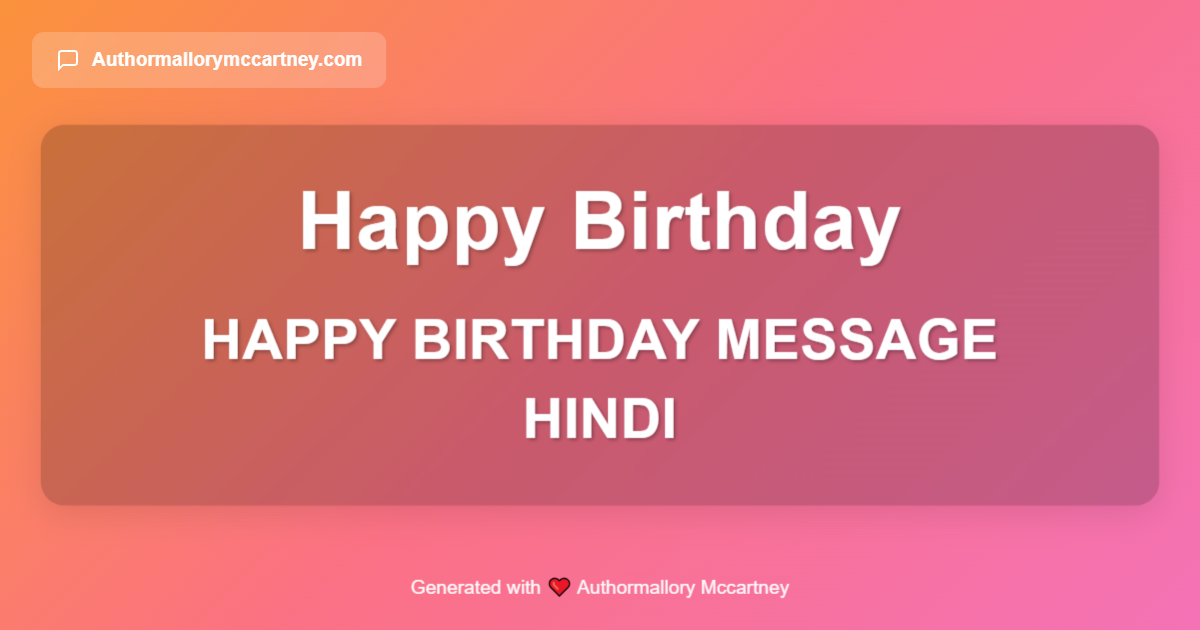 Authormallorymccartney.com
Happy Birthday
HAPPY BIRTHDAY MESSAGE
HINDI
Generated with ❤️ Authormallory Mccartney